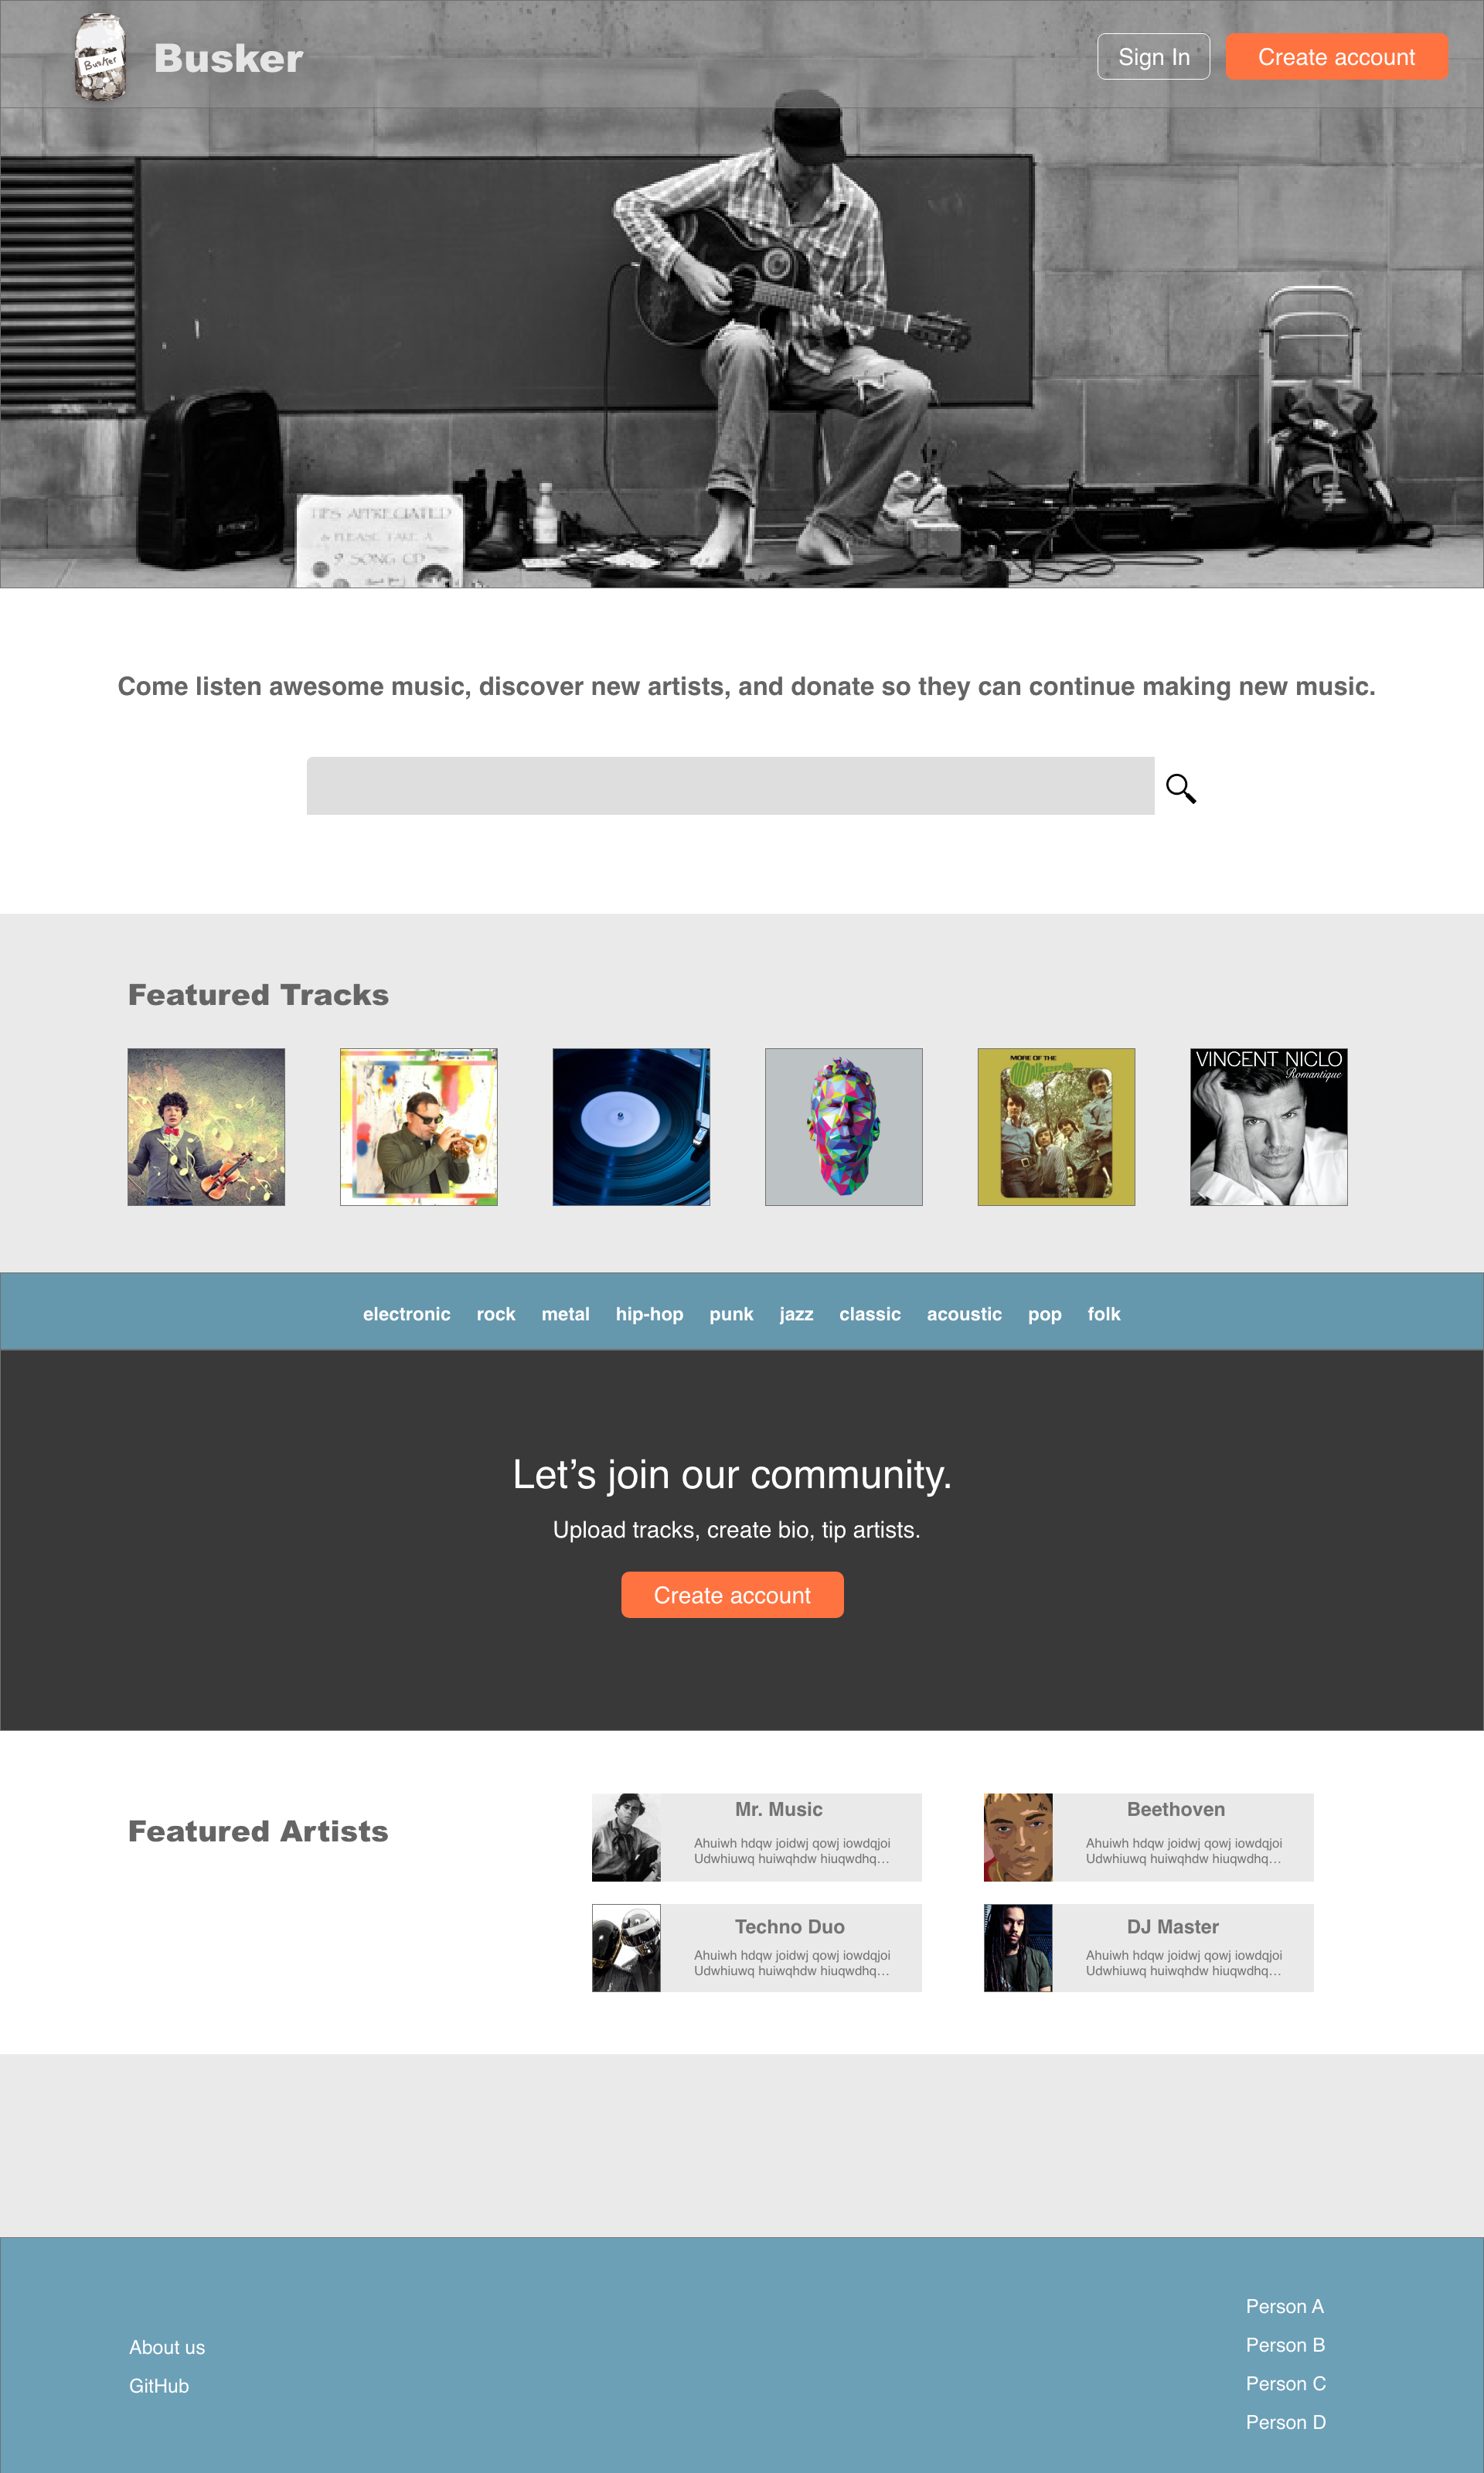 Busker
Busker
Sign In
Create account
TIPS APPRECIATED
& PLEASE TAKE A
9 SONG CD
Come listen awesome music, discover new artists, and donate so they can continue making new music.
Featured Tracks
MORE OF THE
MONKEES
VINCENT NICLO
Romantique
electronic rock metal hip-hop punk jazz classic acoustic pop folk
Let’s join our community.
Upload tracks, create bio, tip artists.
Create account
Featured Artists
Mr. Music
Ahuiwh hdqw joidwj qowj iowdqjoi
Udwhiuwq huiwqhdw hiuqwdhq…
Beethoven
Ahuiwh hdqw joidwj qowj iowdqjoi
Udwhiuwq huiwqhdw hiuqwdhq…
Techno Duo
Ahuiwh hdqw joidwj qowj iowdqjoi
Udwhiuwq huiwqhdw hiuqwdhq…
DJ Master
Ahuiwh hdqw joidwj qowj iowdqjoi
Udwhiuwq huiwqhdw hiuqwdhq…
About us
GitHub
Person A
Person B
Person C
Person D